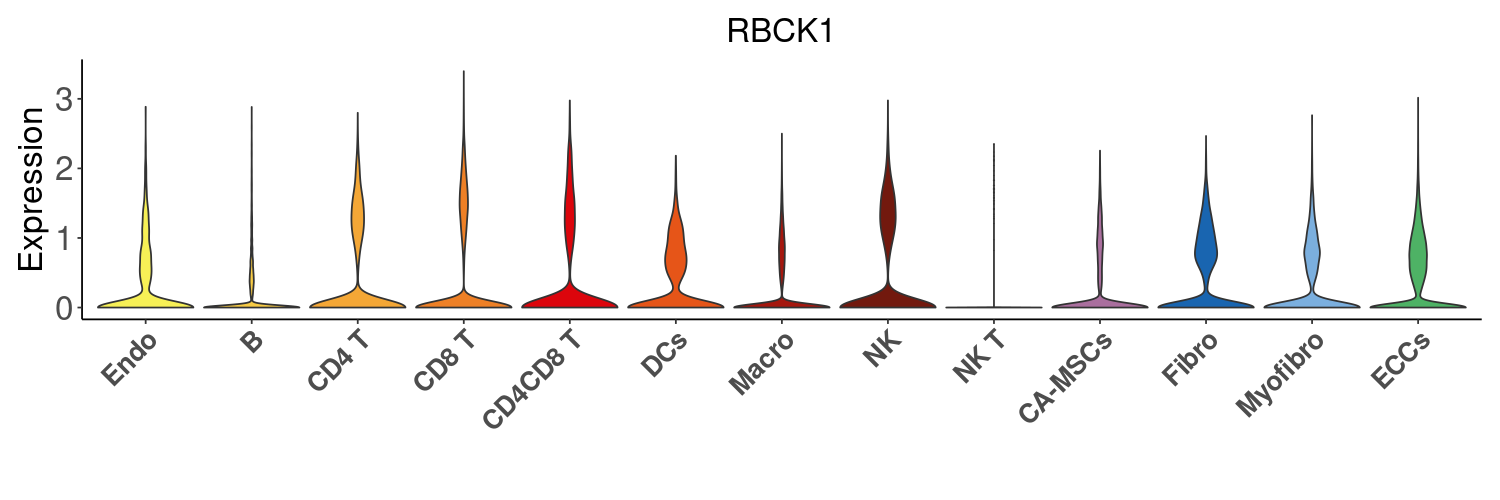 RBCK1
Expression
3
2
1
0
Endo
B
CD4 T
CD8 T
CD4CD8 T
DCs
Macro
NK
NK T
CA-MSCs
Fibro
Myofibro
ECCs